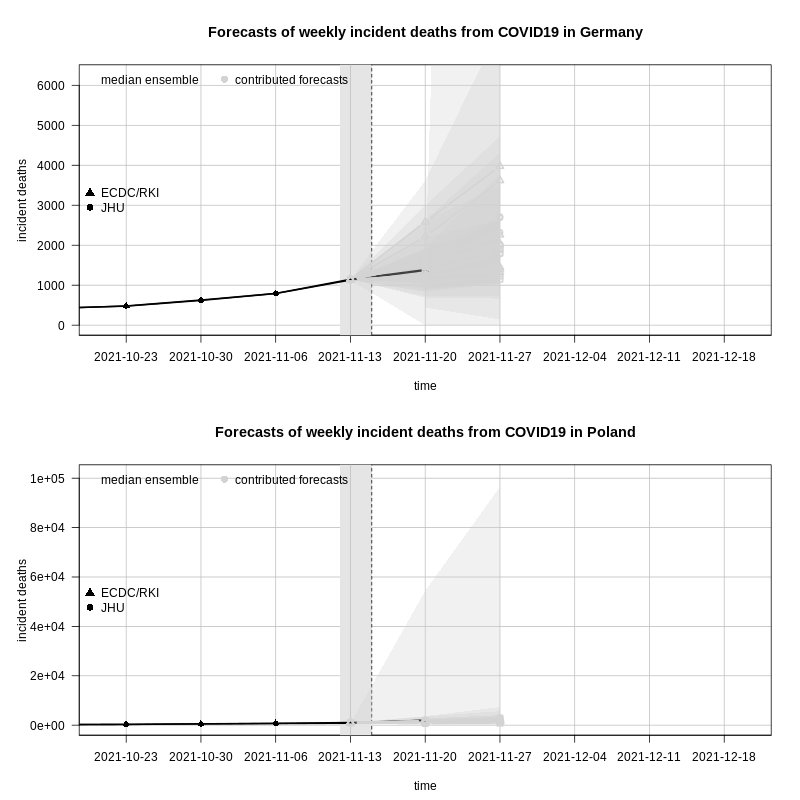 Forecasts of weekly incident deaths from COVID19 in Germany
median ensemble contributed forecasts
6000
5000
4000
3000
2000
1000
0
incident deaths
ECDC/RKI
JHU
2021-10-23 2021-10-30 2021-11-06 2021-11-13 2021-11-20 2021-11-27 2021-12-04 2021-12-11 2021-12-18
time
Forecasts of weekly incident deaths from COVID19 in Poland
median ensemble contributed forecasts
1e+05
8e+04
6e+04
4e+04
2e+04
0e+00
incident deaths
ECDC/RKI
JHU
2021-10-23 2021-10-30 2021-11-06 2021-11-13 2021-11-20 2021-11-27 2021-12-04 2021-12-11 2021-12-18
time